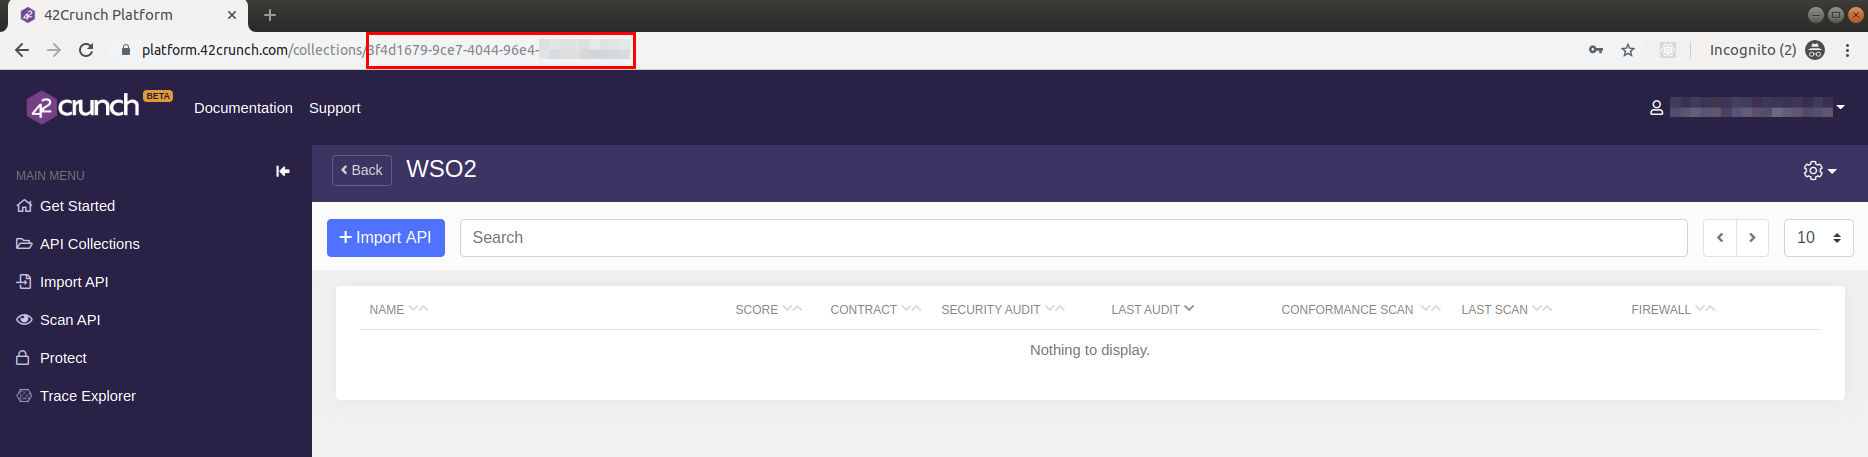 42Crunch Platform
platform.42crunch.com/collections/3f4d1679-9ce7-4044-96e4-
Incognito (2)
42crunch BETA Documentation Support
MAIN MENU
Get Started
API Collections
Import API
Scan API
Protect
Trace Explorer
Back WSO2
Import API Search 10
NAME SCORE CONTRACT SECURITY AUDIT LAST AUDIT CONFORMANCE SCAN LAST SCAN FIREWALL
Nothing to display.